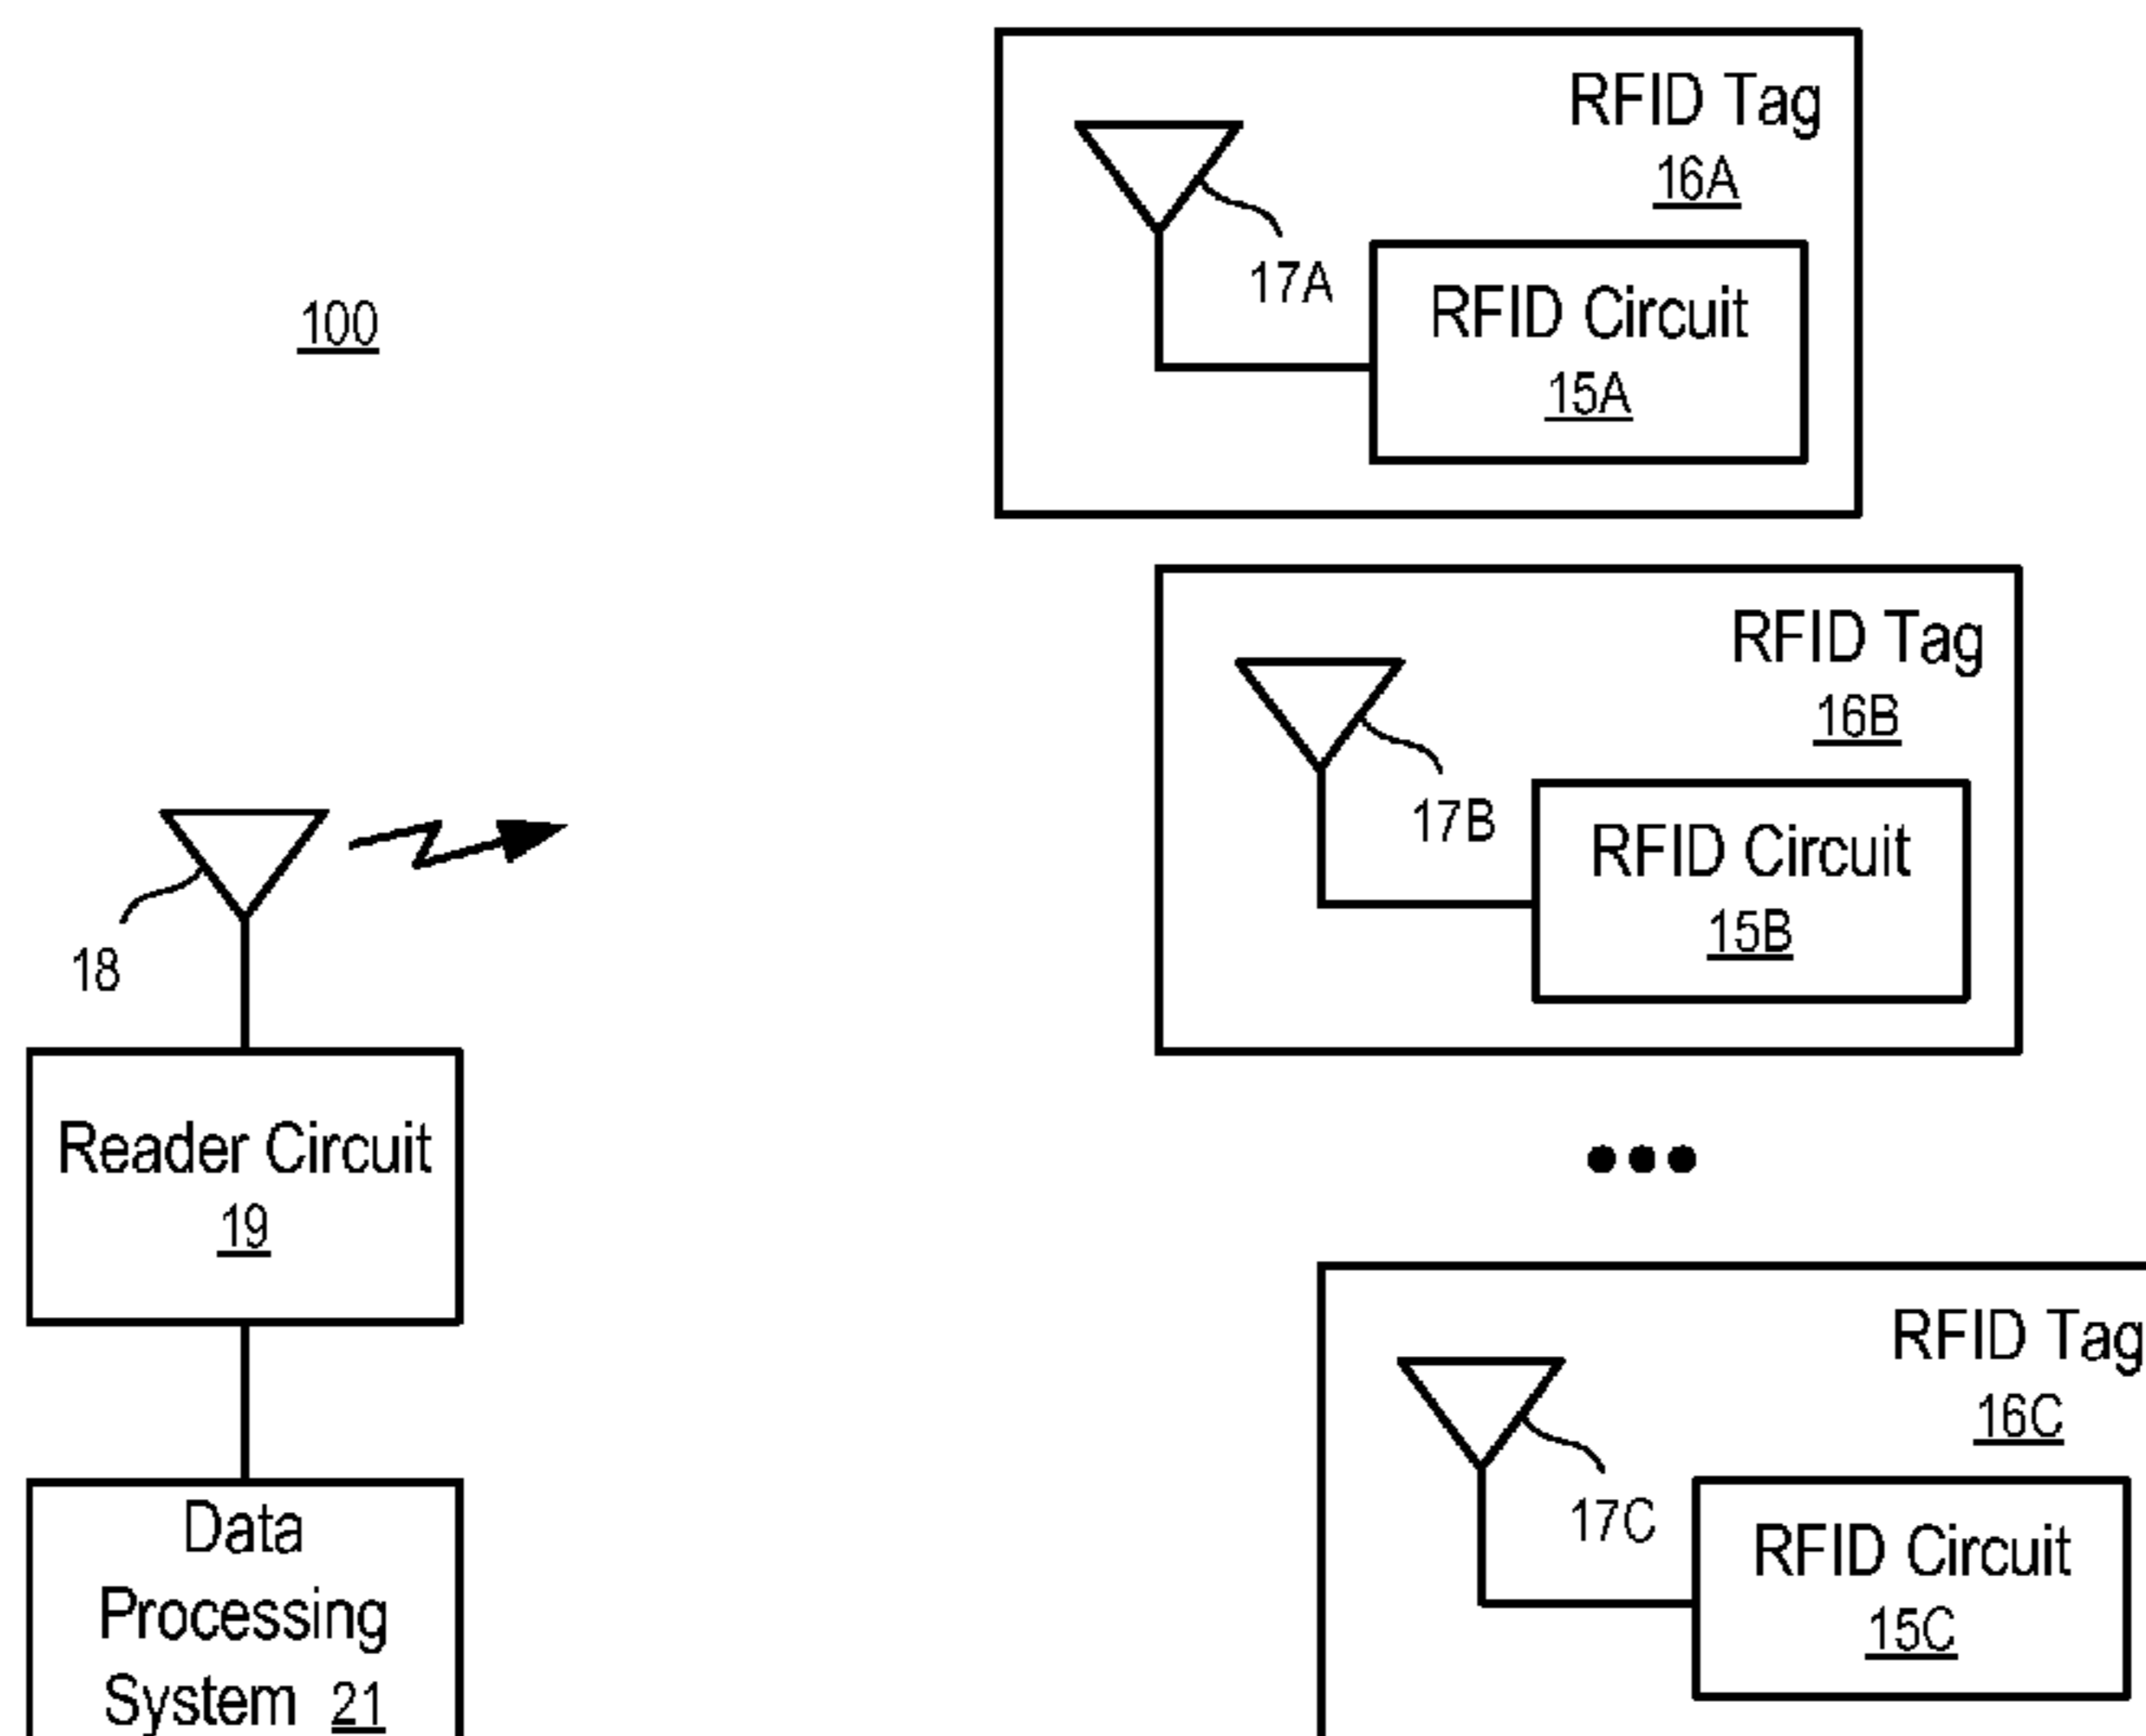 100
RFID Tag
16A
17A
RFID Circuit
15A
RFID Tag
16B
17B
RFID Circuit
15B
18
Reader Circuit
19
Data
Processing
System 21
RFID Tag
16C
17C
RFID Circuit
15C